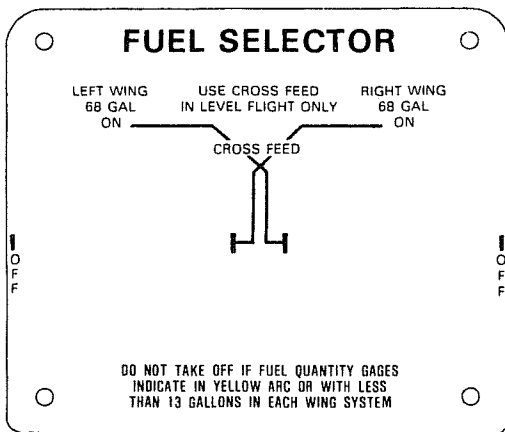 FUEL SELECTOR
LEFT WING
68 GAL
ON
USE CROSS FEED
IN LEVEL FLIGHT ONLY
RIGHT WING
68 GAL
ON
CROSS FEED
OFF
OFF
DO NOT TAKE OFF IF FUEL QUANTITY GAGES
INDICATE IN YELLOW ARC OR WITH LESS
THAN 13 GALLONS IN EACH WING SYSTEM